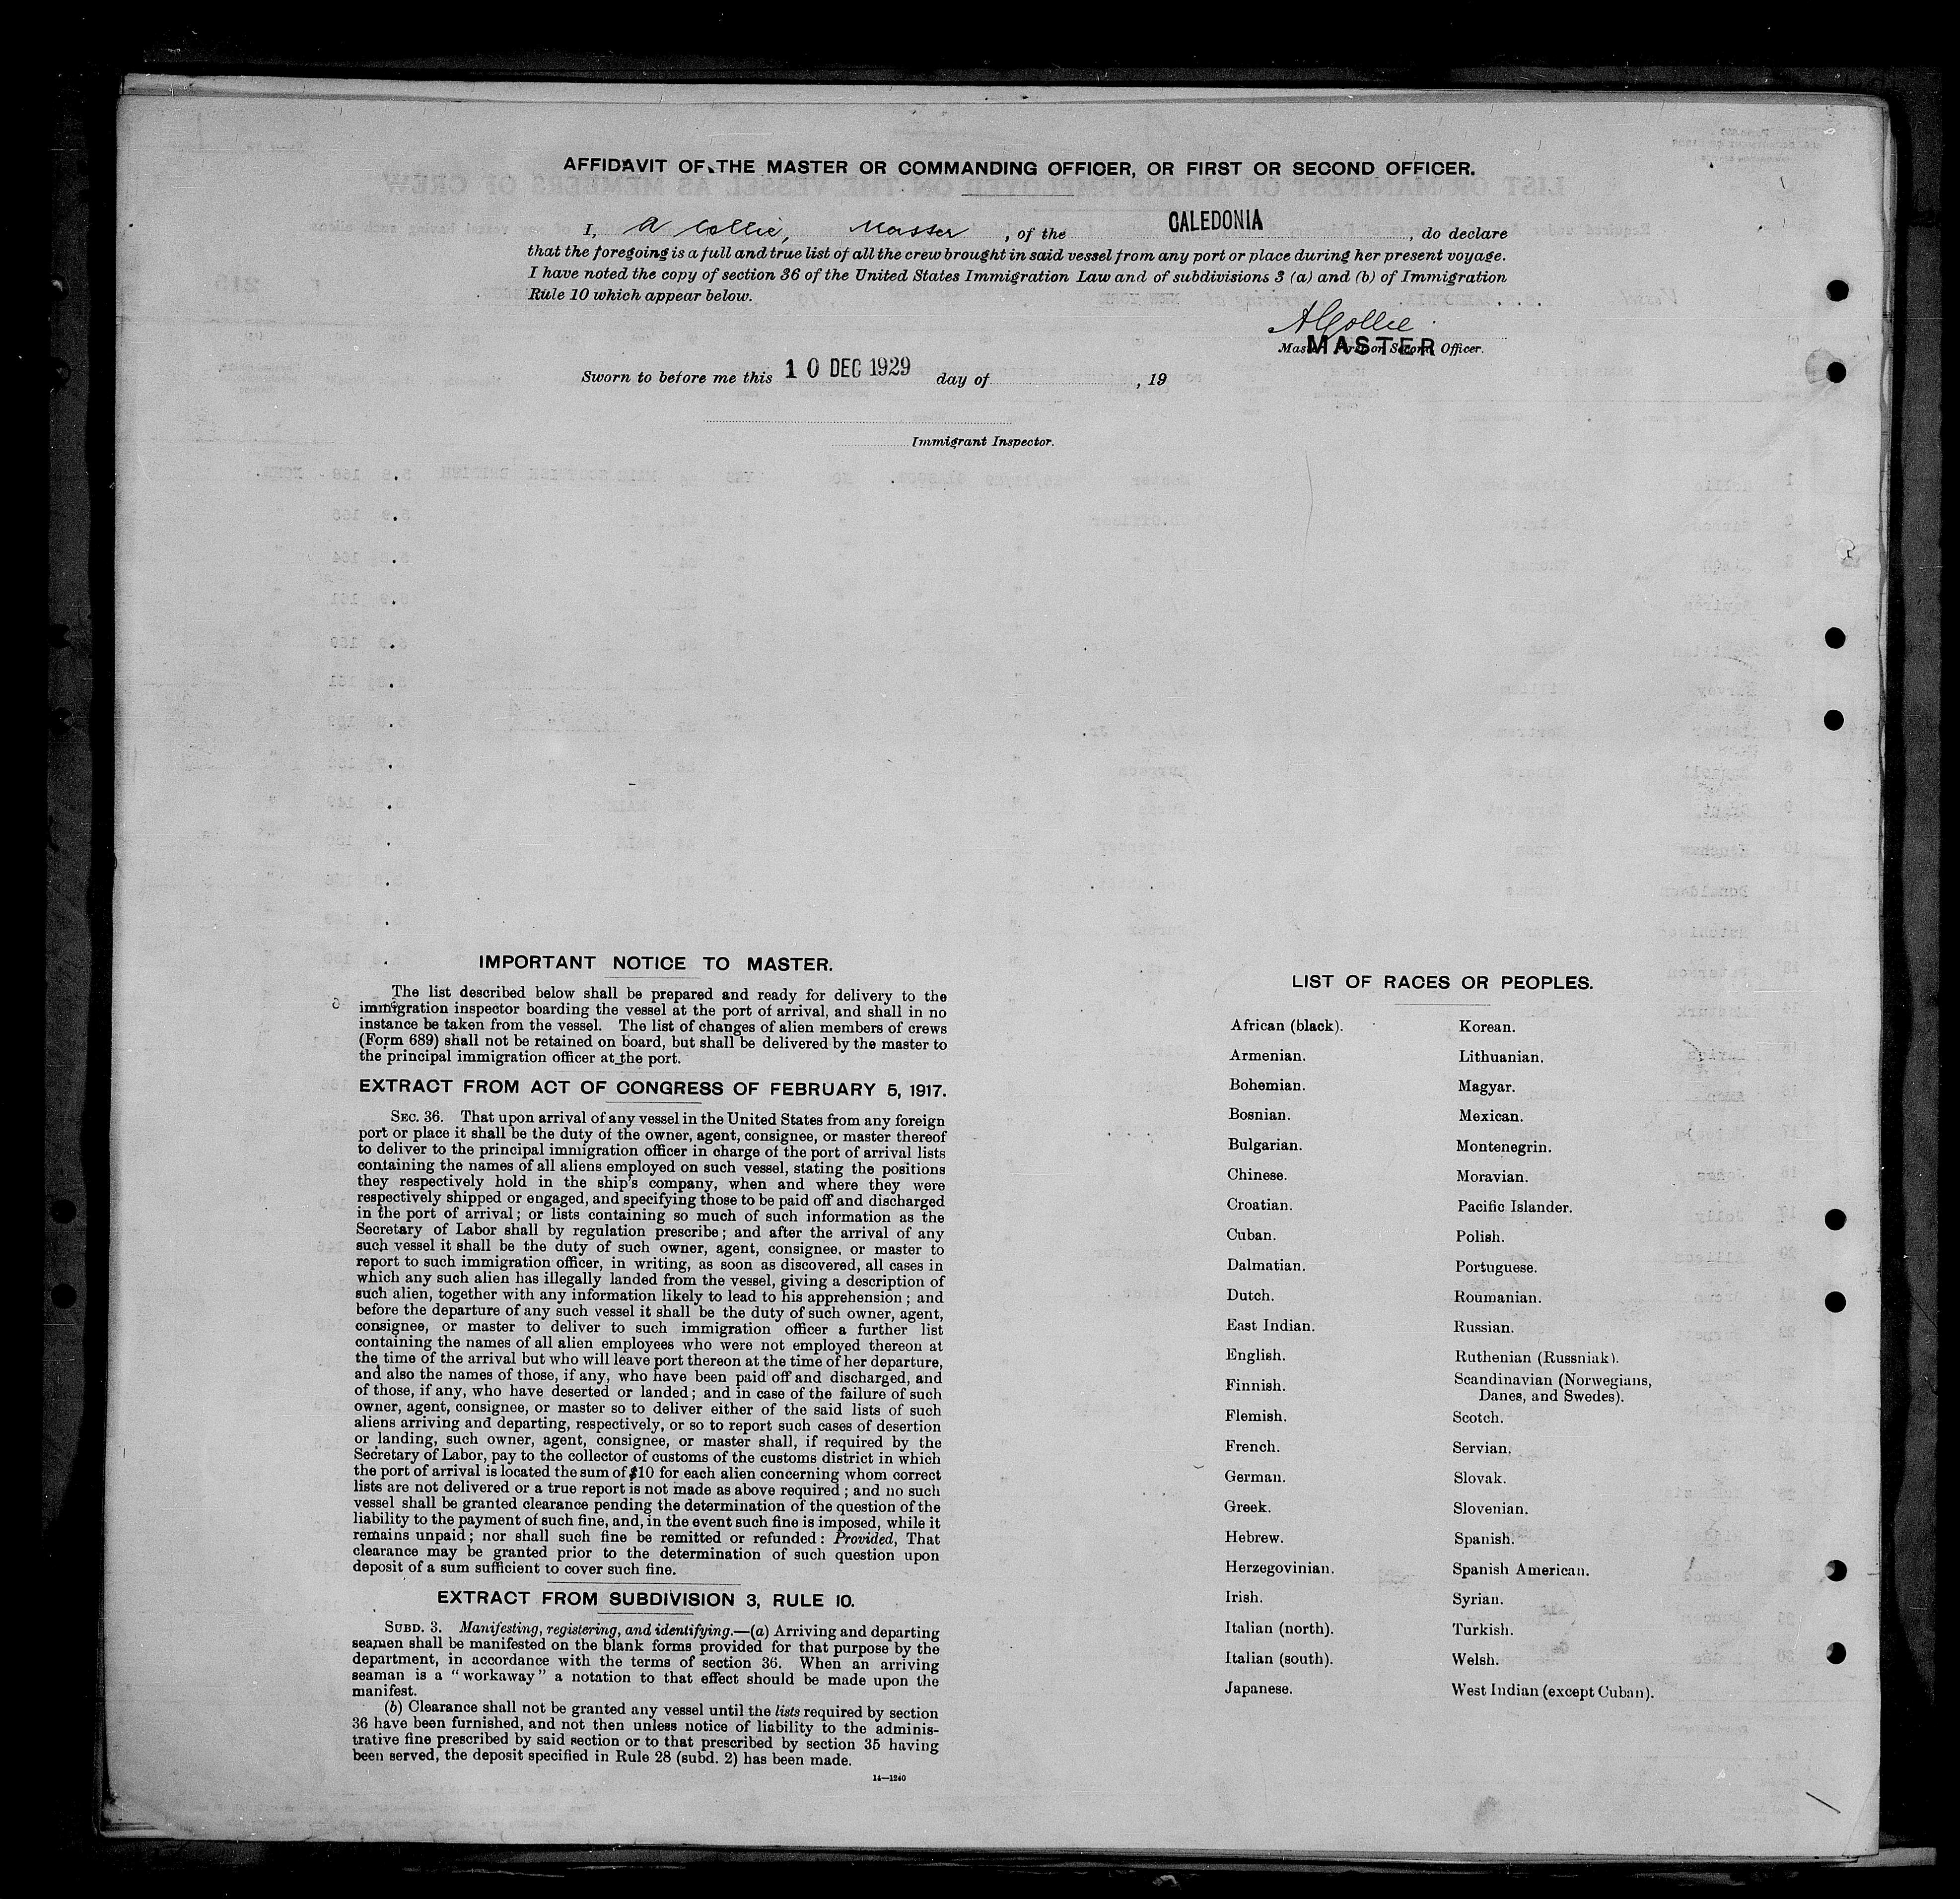 AFFIDAVIT OF THE MASTER OR COMMANDING OFFICER, OR FIRST OR SECOND OFFICER.
I, A Collie, Master, of the CALEDONIA, do declare
that the foregoing is a full and true list of all the crew brought in said vessel from any port or place during her present voyage.
I have noted the copy of section 36 of the United States Immigration Law and of subdivisions 3 (a) and (b) of Immigration
Rule 10 which appear below.
A Collie.
MASTER
Master, First or Second Officer.
Sworn to before me this 10 DEC 1929 day of , 19
Immigrant Inspector.
IMPORTANT NOTICE TO MASTER.
The list described below shall be prepared and ready for delivery to the
immigration inspector boarding the vessel at the port of arrival, and shall in no
instance be taken from the vessel. The list of changes of alien members of crews
(Form 689) shall not be retained on board, but shall be delivered by the master to
the principal immigration officer at the port.
EXTRACT FROM ACT OF CONGRESS OF FEBRUARY 5, 1917.
SEC. 36. That upon arrival of any vessel in the United States from any foreign
port or place it shall be the duty of the owner, agent, consignee, or master thereof
to deliver to the principal immigration officer in charge of the port of arrival lists
containing the names of all aliens employed on such vessel, stating the positions
they respectively hold in the ship's company, when and where they were
respectively shipped or engaged, and specifying those to be paid off and discharged
in the port of arrival; or lists containing so much of such information as the
Secretary of Labor shall by regulation prescribe; and after the arrival of any
such vessel it shall be the duty of such owner, agent, consignee, or master to
report to such immigration officer, in writing, as soon as discovered, all cases in
which any such alien has illegally landed from the vessel, giving a description of
such alien, together with any information likely to lead to his apprehension; and
before the departure of any such vessel it shall be the duty of such owner, agent,
consignee, or master to deliver to such immigration officer a further list
containing the names of all alien employees who were not employed thereon at
the time of the arrival but who will leave port thereon at the time of her departure,
and also the names of those, if any, who have been paid off and discharged, and
of those, if any, who have deserted or landed; and in case of the failure of such
owner, agent, consignee, or master so to deliver either of the said lists of such
aliens arriving and departing, respectively, or so to report such cases of desertion
or landing, such owner, agent, consignee, or master shall, if required by the
Secretary of Labor, pay to the collector of customs of the customs district in which
the port of arrival is located the sum of $10 for each alien concerning whom correct
lists are not delivered or a true report is not made as above required; and no such
vessel shall be granted clearance pending the determination of the question of the
liability to the payment of such fine, and, in the event such fine is imposed, while it
remains unpaid; nor shall such fine be remitted or refunded: Provided, That
clearance may be granted prior to the determination of such question upon
deposit of a sum sufficient to cover such fine.
EXTRACT FROM SUBDIVISION 3, RULE 10.
SUBD. 3. Manifesting, registering, and identifying.—(a) Arriving and departing
seamen shall be manifested on the blank forms provided for that purpose by the
department, in accordance with the terms of section 36. When an arriving
seaman is a "workaway" a notation to that effect should be made upon the
manifest.
(b) Clearance shall not be granted any vessel until the lists required by section
36 have been furnished, and not then unless notice of liability to the adminis-
trative fine prescribed by said section or to that prescribed by section 35 having
been served, the deposit specified in Rule 28 (subd. 2) has been made.
14—1240
LIST OF RACES OR PEOPLES.
African (black).
Armenian.
Bohemian.
Bosnian.
Bulgarian.
Chinese.
Croatian.
Cuban.
Dalmatian.
Dutch.
East Indian.
English.
Finnish.
Flemish.
French.
German.
Greek.
Hebrew.
Herzegovinian.
Irish.
Italian (north).
Italian (south).
Japanese.
Korean.
Lithuanian.
Magyar.
Mexican.
Montenegrin.
Moravian.
Pacific Islander.
Polish.
Portuguese.
Roumanian.
Russian.
Ruthenian (Russniak).
Scandinavian (Norwegians,
Danes, and Swedes).
Scotch.
Servian.
Slovak.
Slovenian.
Spanish.
Spanish American.
Syrian.
Turkish.
Welsh.
West Indian (except Cuban).